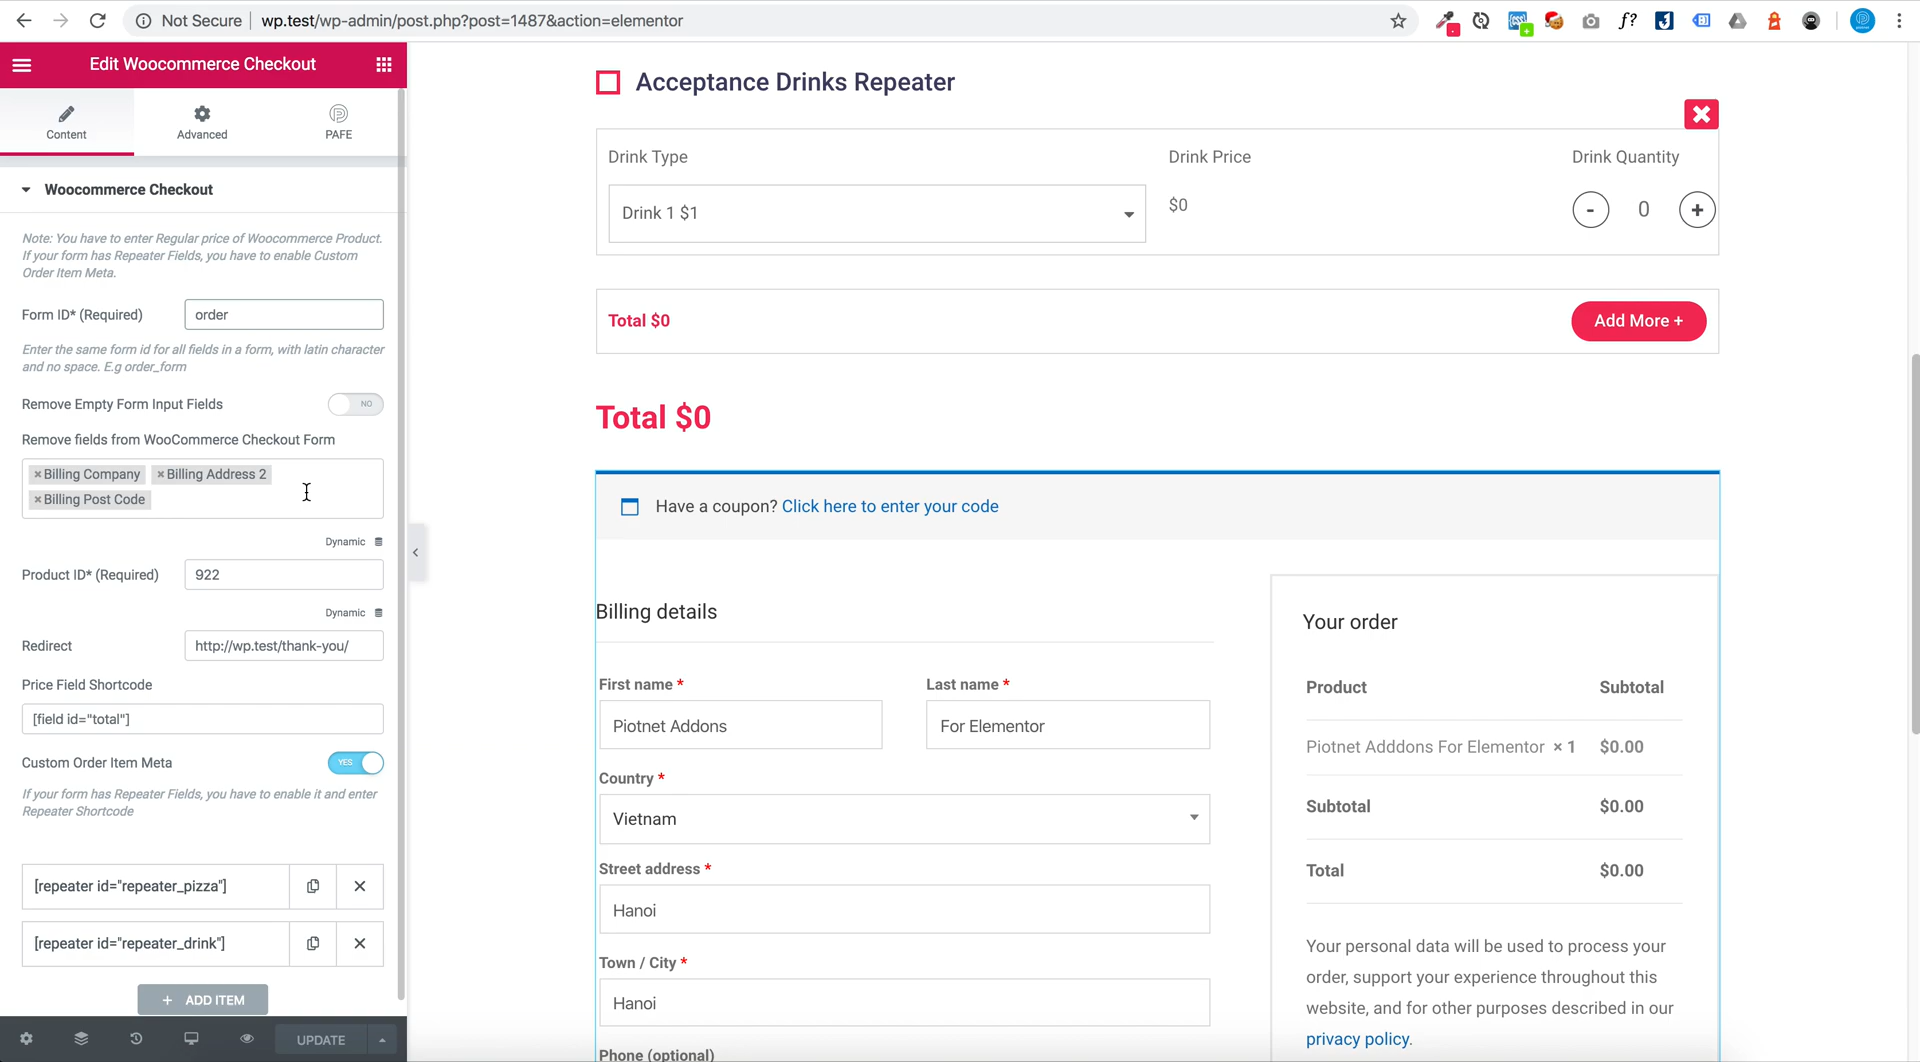 Not Secure | wp.test/wp-admin/post.php?post=1487&action=elementor
Edit Woocommerce Checkout
Content
Advanced
PAFE
Woocommerce Checkout
Note: You have to enter Regular price of Woocommerce Product.
If your form has Repeater Fields, you have to enable Custom
Order Item Meta.
Form ID* (Required)
order
Enter the same form id for all fields in a form, with latin character
and no space. E.g order_form
Remove Empty Form Input Fields
NO
Remove fields from WooCommerce Checkout Form
×Billing Company ×Billing Address 2
×Billing Post Code
Dynamic
Product ID* (Required)
922
Dynamic
Redirect
http://wp.test/thank-you/
Price Field Shortcode
[field id="total"]
Custom Order Item Meta
YES
If your form has Repeater Fields, you have to enable it and enter
Repeater Shortcode
[repeater id="repeater_pizza"]
[repeater id="repeater_drink"]
+ ADD ITEM
UPDATE
Acceptance Drinks Repeater
Drink Type
Drink Price
Drink Quantity
Drink 1 $1
$0
- 0 +
Total $0
Add More +
Total $0
Have a coupon? Click here to enter your code
Billing details
First name *
Last name *
Piotnet Addons
For Elementor
Country *
Vietnam
Street address *
Hanoi
Town / City *
Hanoi
Phone (optional)
Your order
Product Subtotal
Piotnet Adddons For Elementor × 1 $0.00
Subtotal $0.00
Total $0.00
Your personal data will be used to process your
order, support your experience throughout this
website, and for other purposes described in our
privacy policy.